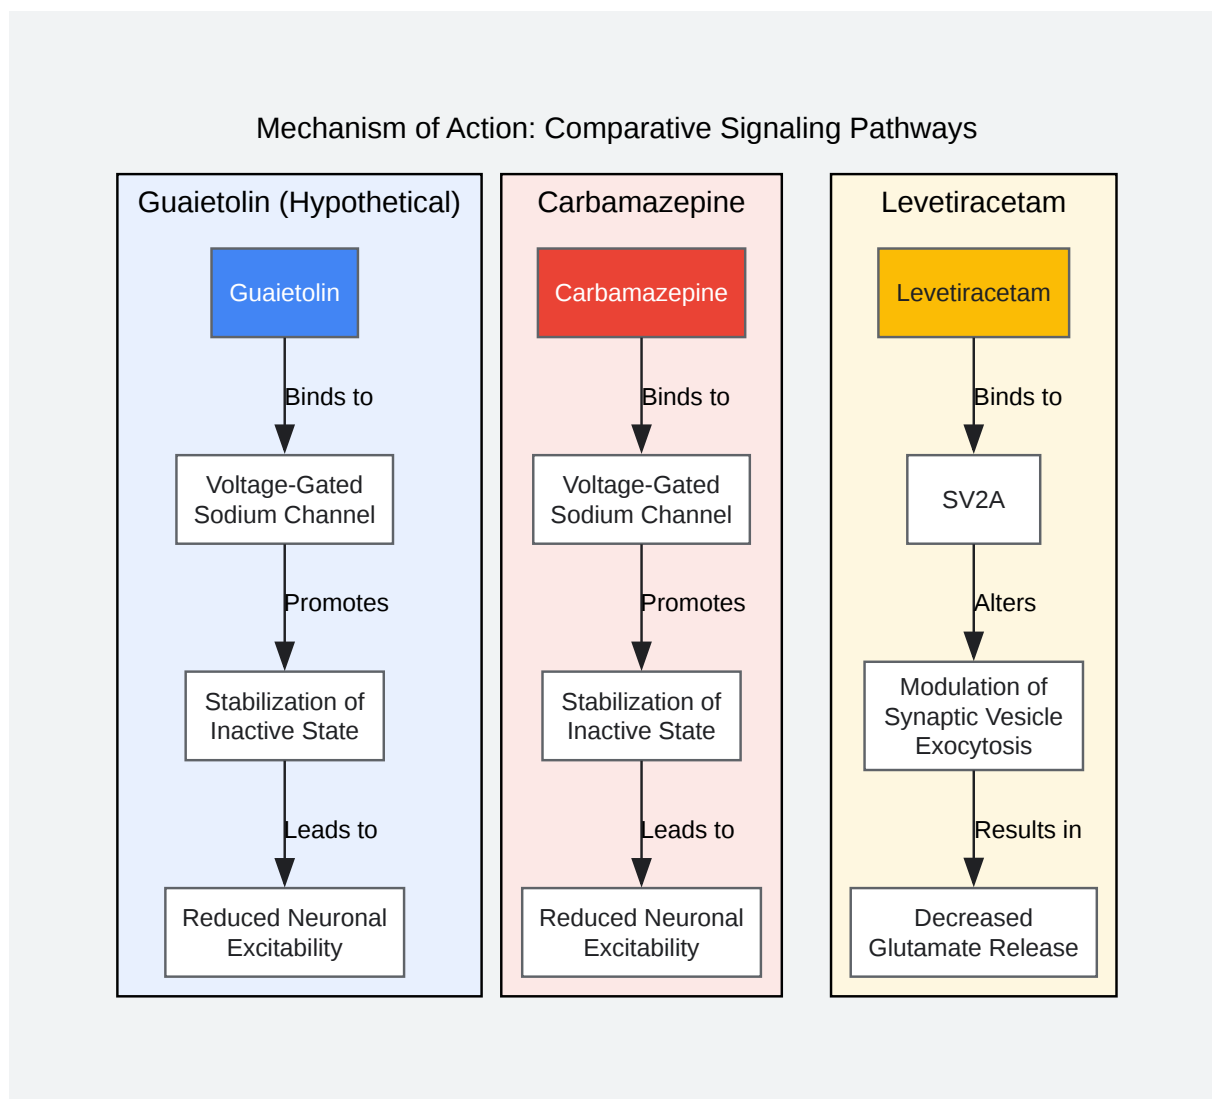 Mechanism of Action: Comparative Signaling Pathways
Guaietolin (Hypothetical)
Guaietolin
Binds to
Voltage-Gated
Sodium Channel
Promotes
Stabilization of
Inactive State
Leads to
Reduced Neuronal
Excitability
Carbamazepine
Carbamazepine
Binds to
Voltage-Gated
Sodium Channel
Promotes
Stabilization of
Inactive State
Leads to
Reduced Neuronal
Excitability
Levetiracetam
Levetiracetam
Binds to
SV2A
Alters
Modulation of
Synaptic Vesicle
Exocytosis
Results in
Decreased
Glutamate Release